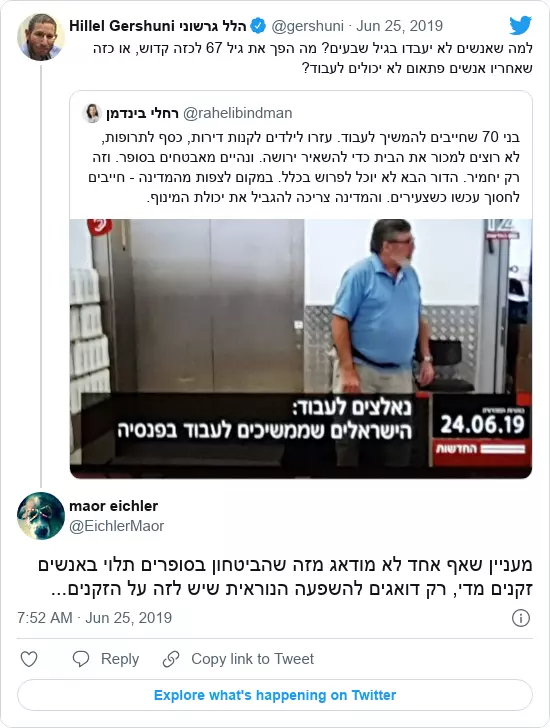 Hillel Gershuni הלל גרשוני @gershuni · Jun 25, 2019
למה שאנשים לא יעבדו בגיל שבעים? מה הפך את גיל 67 לכזה קדוש, או כזה
שאחריו אנשים פתאום לא יכולים לעבוד?
רחלי בינדמן @rahelibindman
בני 70 שחייבים להמשיך לעבוד. עזרו לילדים לקנות דירות, כסף לתרופות,
לא רוצים למכור את הבית כדי להשאיר ירושה. ונהיים מאבטחים בסופר. וזה
רק יחמיר. הדור הבא לא יוכל לפרוש בכלל. במקום לצפות מהמדינה - חייבים
לחסוך עכשו כשצעירים. והמדינה צריכה להגביל את יכולת המינוף.
נאלצים לעבוד:
הישראלים שממשיכים לעבוד בפנסיה
24.06.19
החדשות
maor eichler
@EichlerMaor
מעניין שאף אחד לא מודאג מזה שהביטחון בסופרים תלוי באנשים
זקנים מדי, רק דואגים להשפעה הנוראית שיש לזה על הזקנים...
7:52 AM · Jun 25, 2019
Reply
Copy link to Tweet
Explore what's happening on Twitter